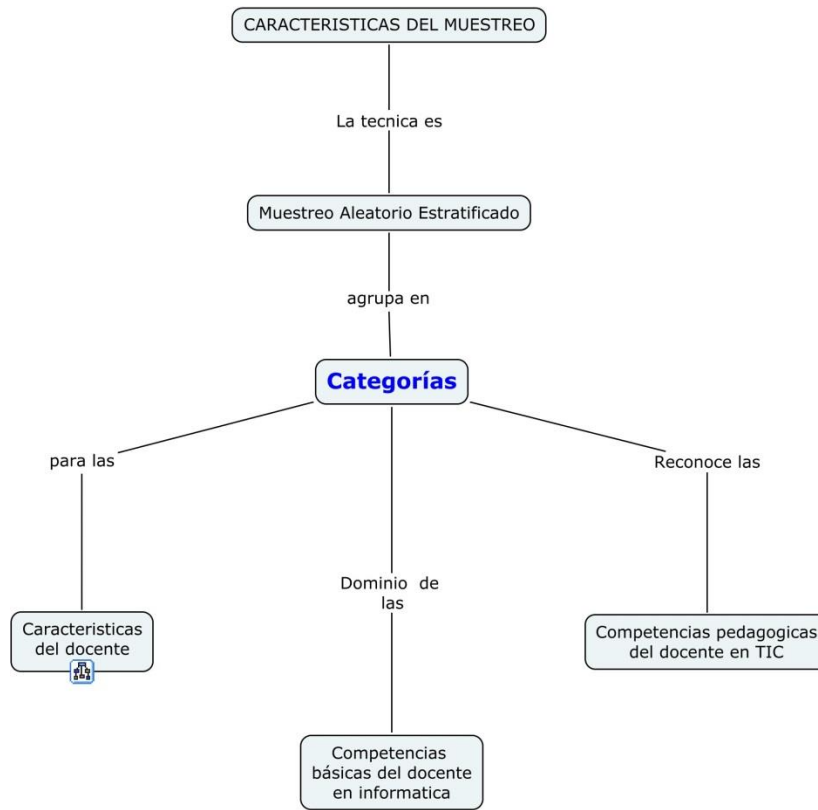 CARACTERISTICAS DEL MUESTREO
La tecnica es
Muestreo Aleatorio Estratificado
agrupa en
Categorías
para las
Reconoce las
Dominio de
las
Caracteristicas
del docente
Competencias pedagogicas
del docente en TIC
Competencias
básicas del docente
en informatica